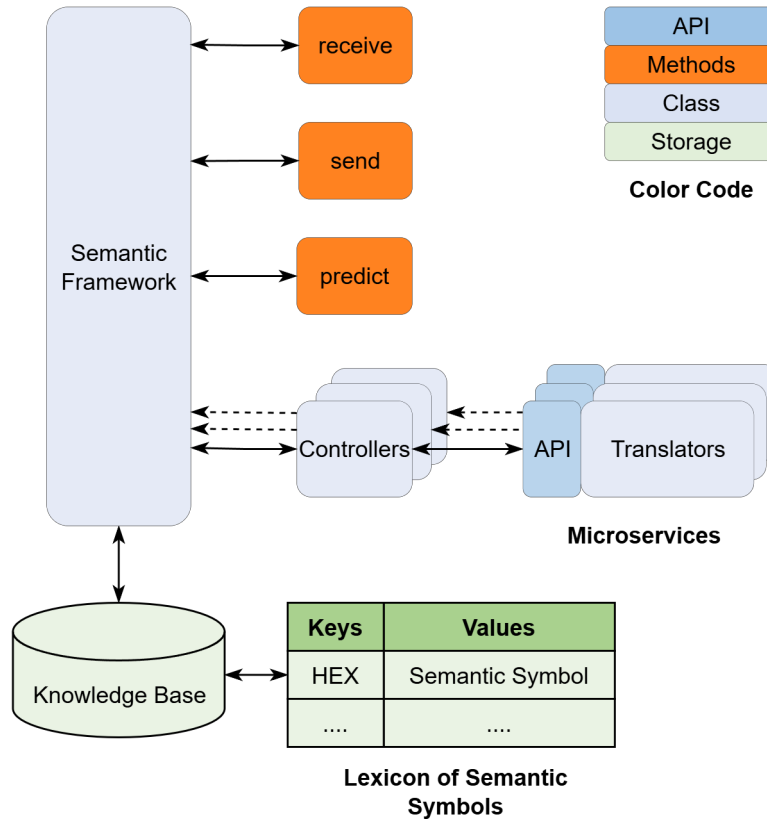 receive
send
predict
Semantic
Framework
API
Methods
Class
Storage
Color Code
Controllers
API
Translators
Microservices
Knowledge Base
Keys Values
HEX Semantic Symbol
.... ....
Lexicon of Semantic
Symbols